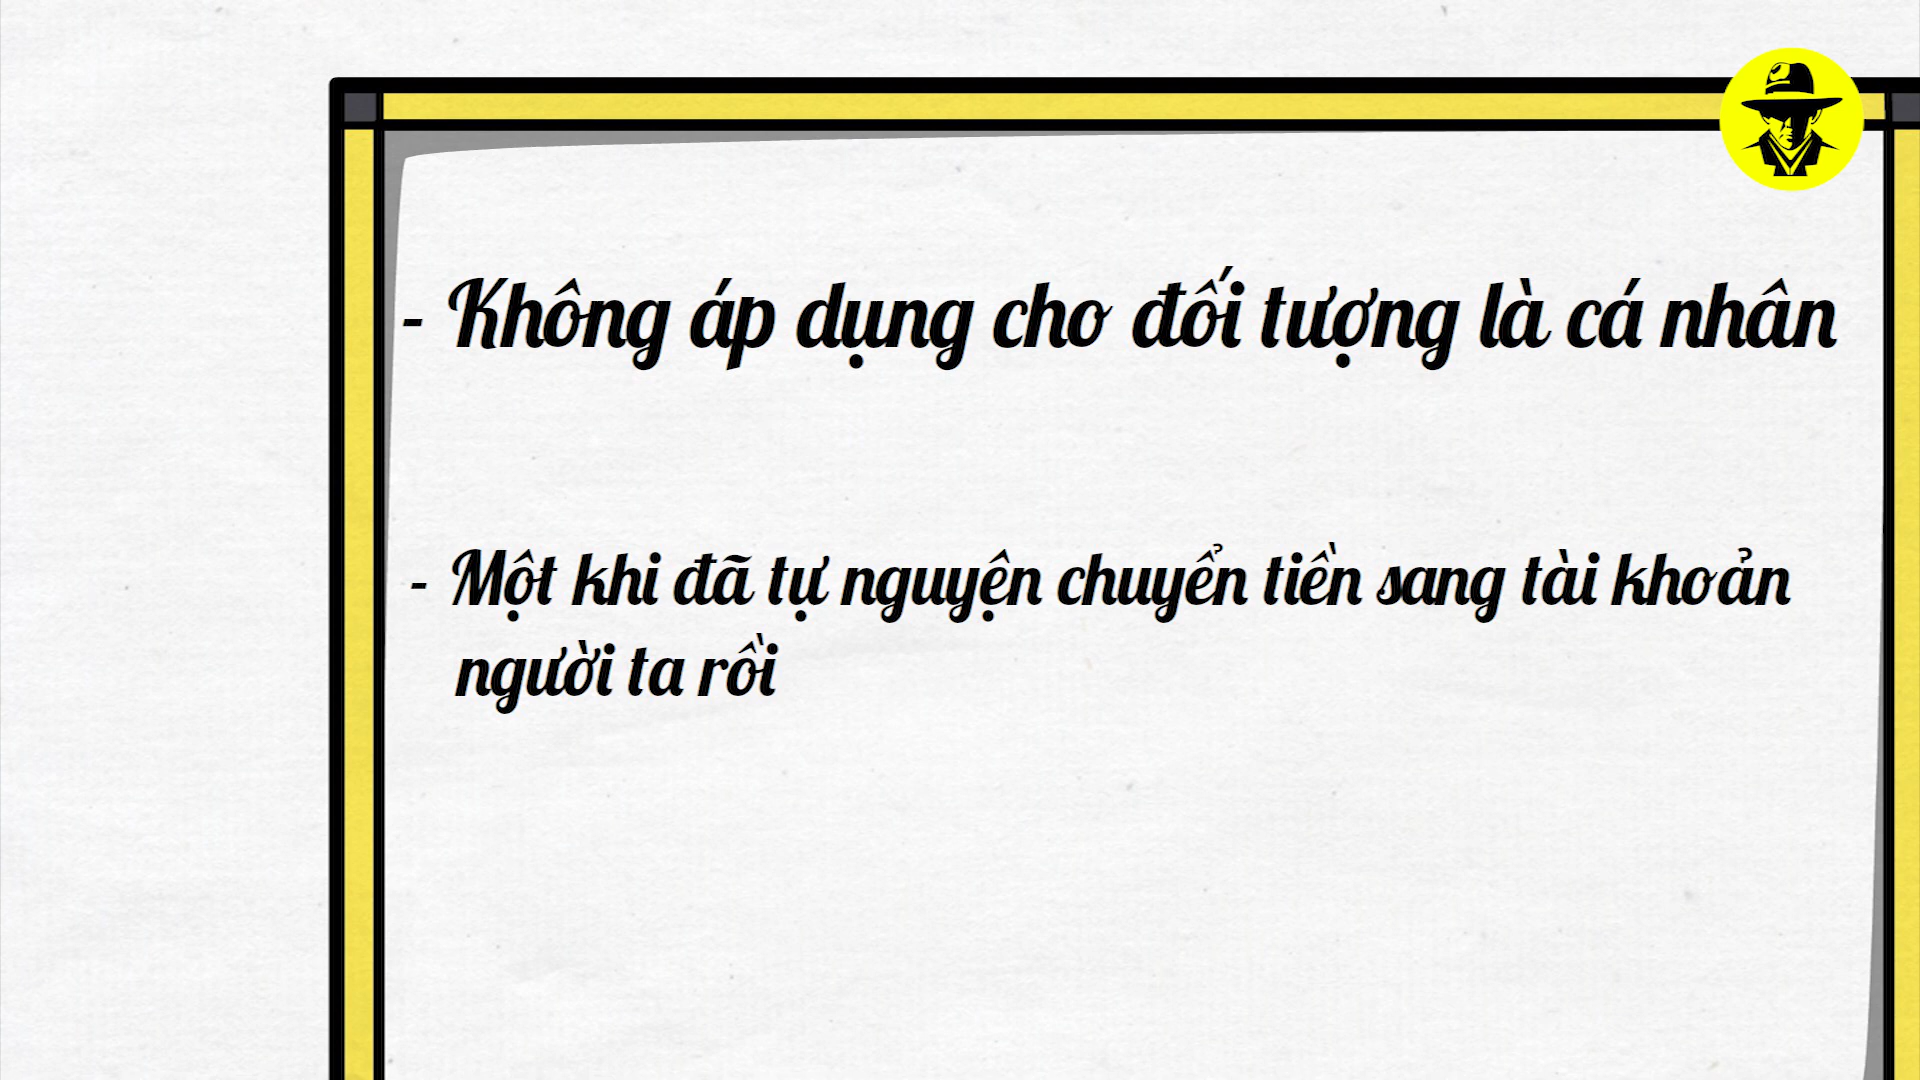 - Không áp dụng cho đối tượng là cá nhân
- Một khi đã tự nguyện chuyển tiền sang tài khoản
người ta rồi